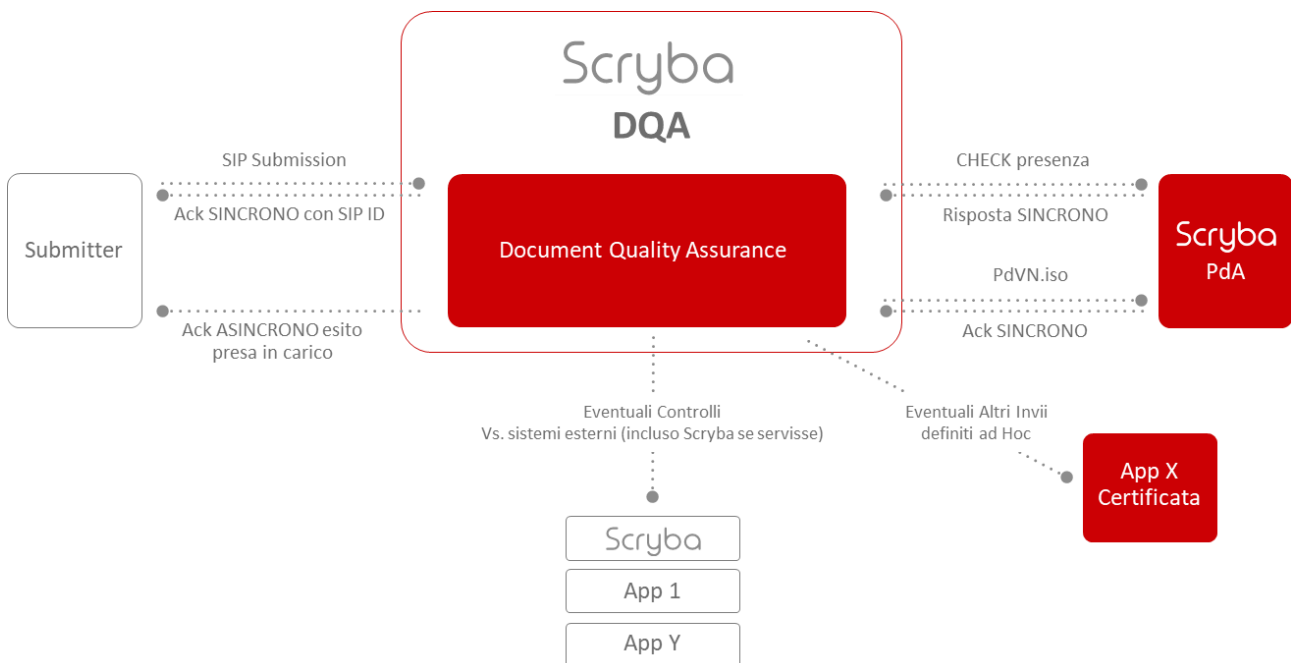 Scryba
DQA
SIP Submission
Ack SINCRONO con SIP ID
Submitter
Ack ASINCRONO esito
presa in carico
Document Quality Assurance
CHECK presenza
Risposta SINCRONO
PdVN.iso
Ack SINCRONO
Scryba
PdA
Eventuali Controlli
Vs. sistemi esterni (incluso Scryba se servisse)
Eventuali Altri Invii
definiti ad Hoc
App X
Certificata
Scryba
App 1
App Y